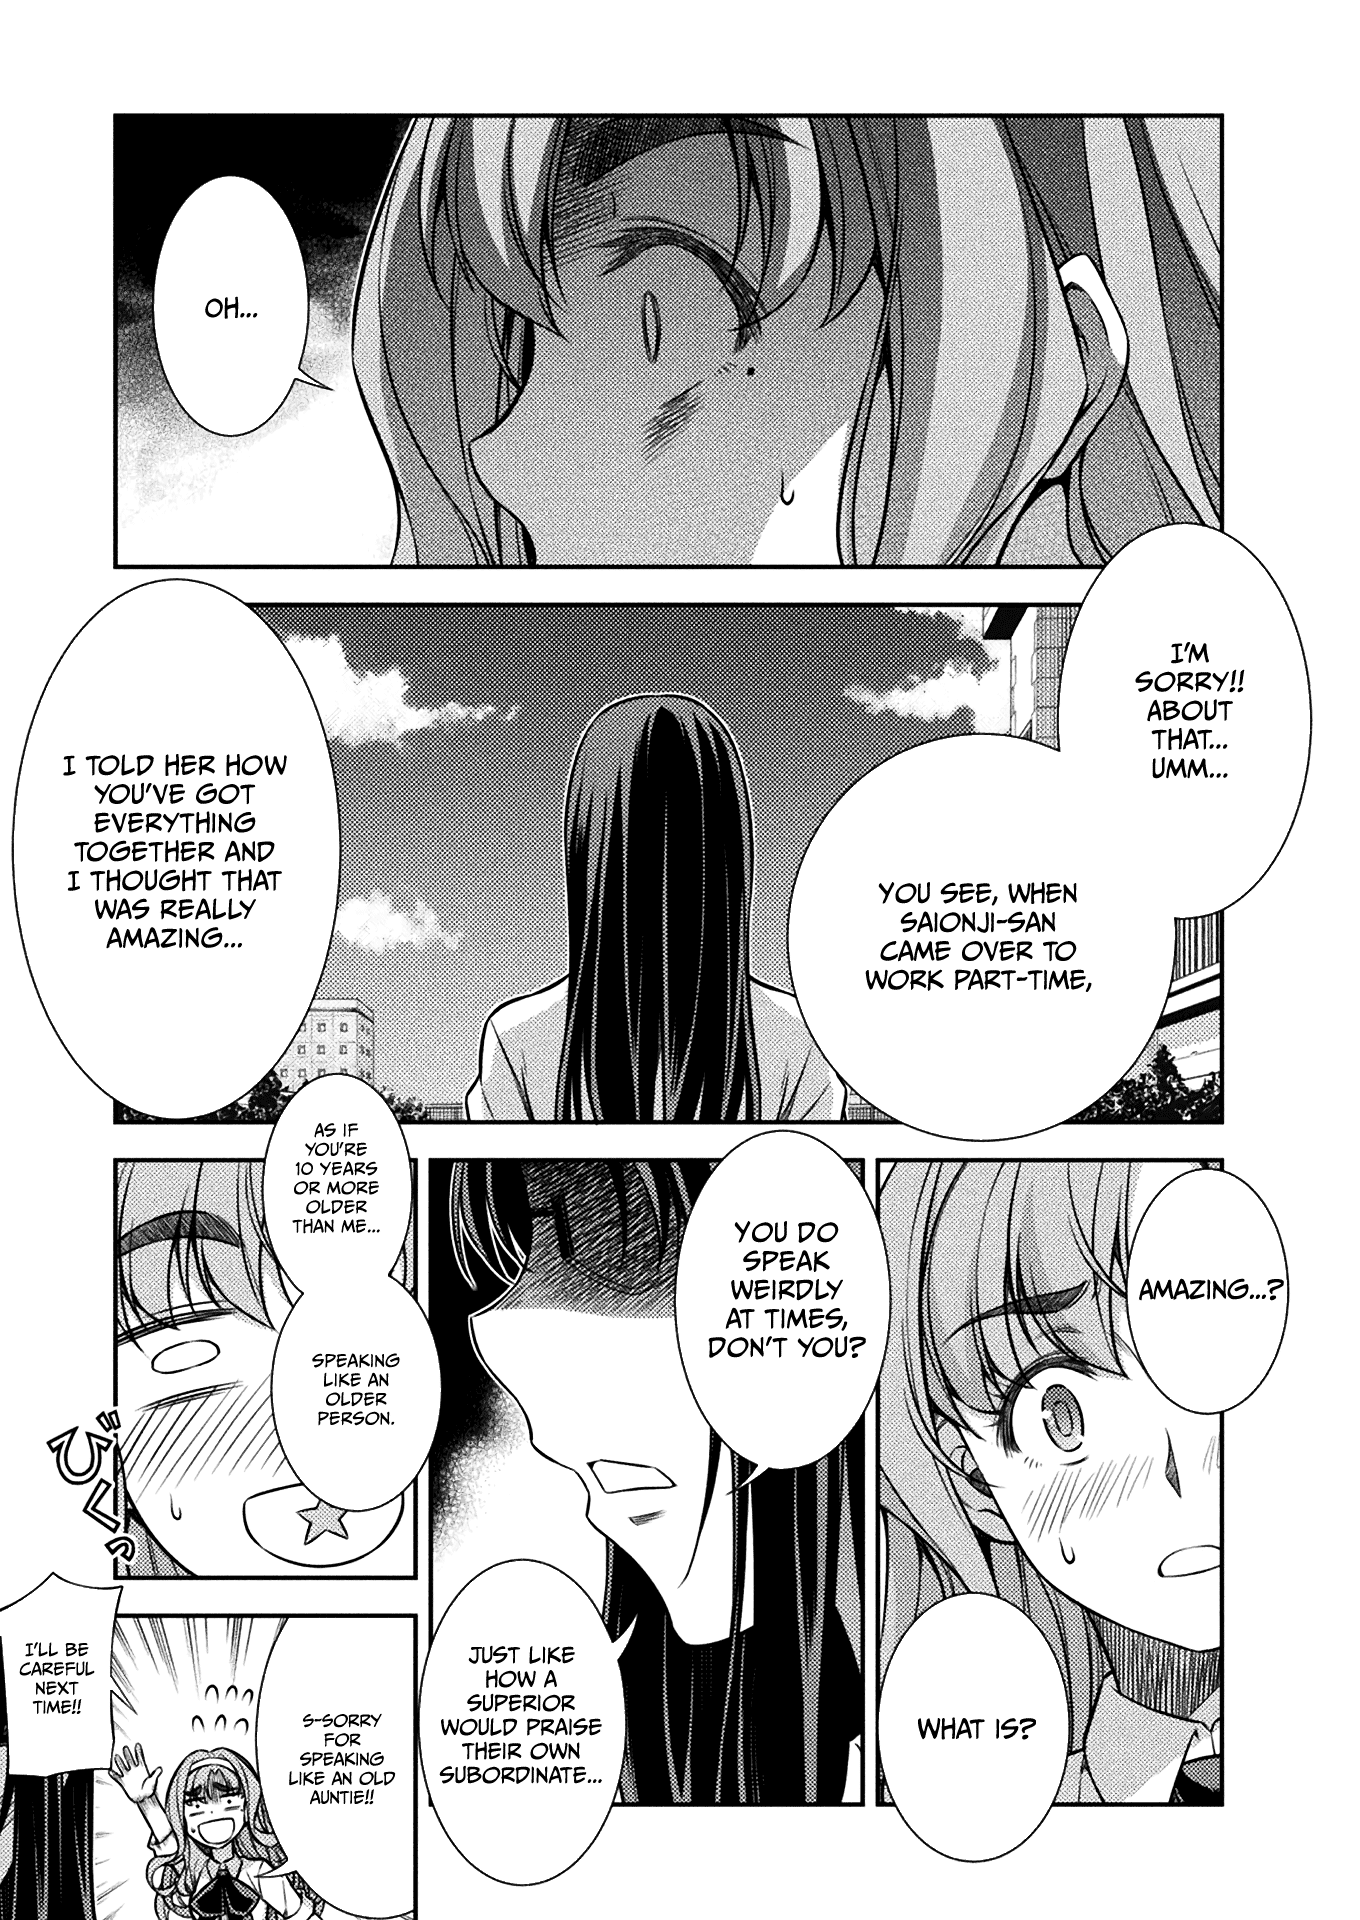 OH...
I'M
SORRY!!
ABOUT
THAT...
UMM...
YOU SEE, WHEN
SAIONJI-SAN
CAME OVER TO
WORK PART-TIME,
I TOLD HER HOW
YOU'VE GOT
EVERYTHING
TOGETHER AND
I THOUGHT THAT
WAS REALLY
AMAZING...
AMAZING...?
WHAT IS?
YOU DO
SPEAK
WEIRDLY
AT TIMES,
DON'T YOU?
JUST LIKE
HOW A
SUPERIOR
WOULD PRAISE
THEIR OWN
SUBORDINATE...
AS IF
YOU'RE
10 YEARS
OR MORE
OLDER
THAN ME...
SPEAKING
LIKE AN
OLDER
PERSON.
びくっ
S-SORRY
FOR
SPEAKING
LIKE AN OLD
AUNTIE!!
I'LL BE
CAREFUL
NEXT
TIME!!